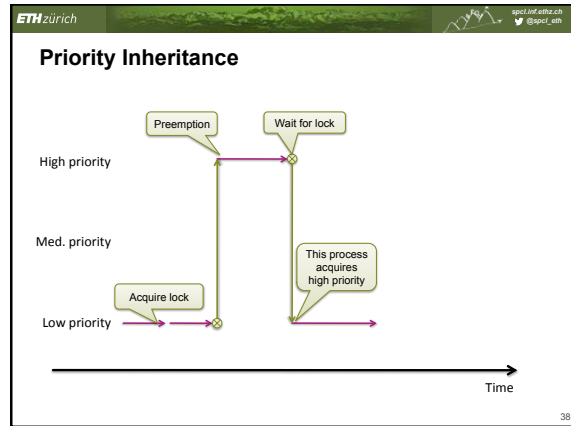 ETH zürich
spcl.inf.ethz.ch
@spcl_eth
Priority Inheritance
Preemption
Wait for lock
High priority
Med. priority
This process
acquires
high priority
Acquire lock
Low priority
Time
38